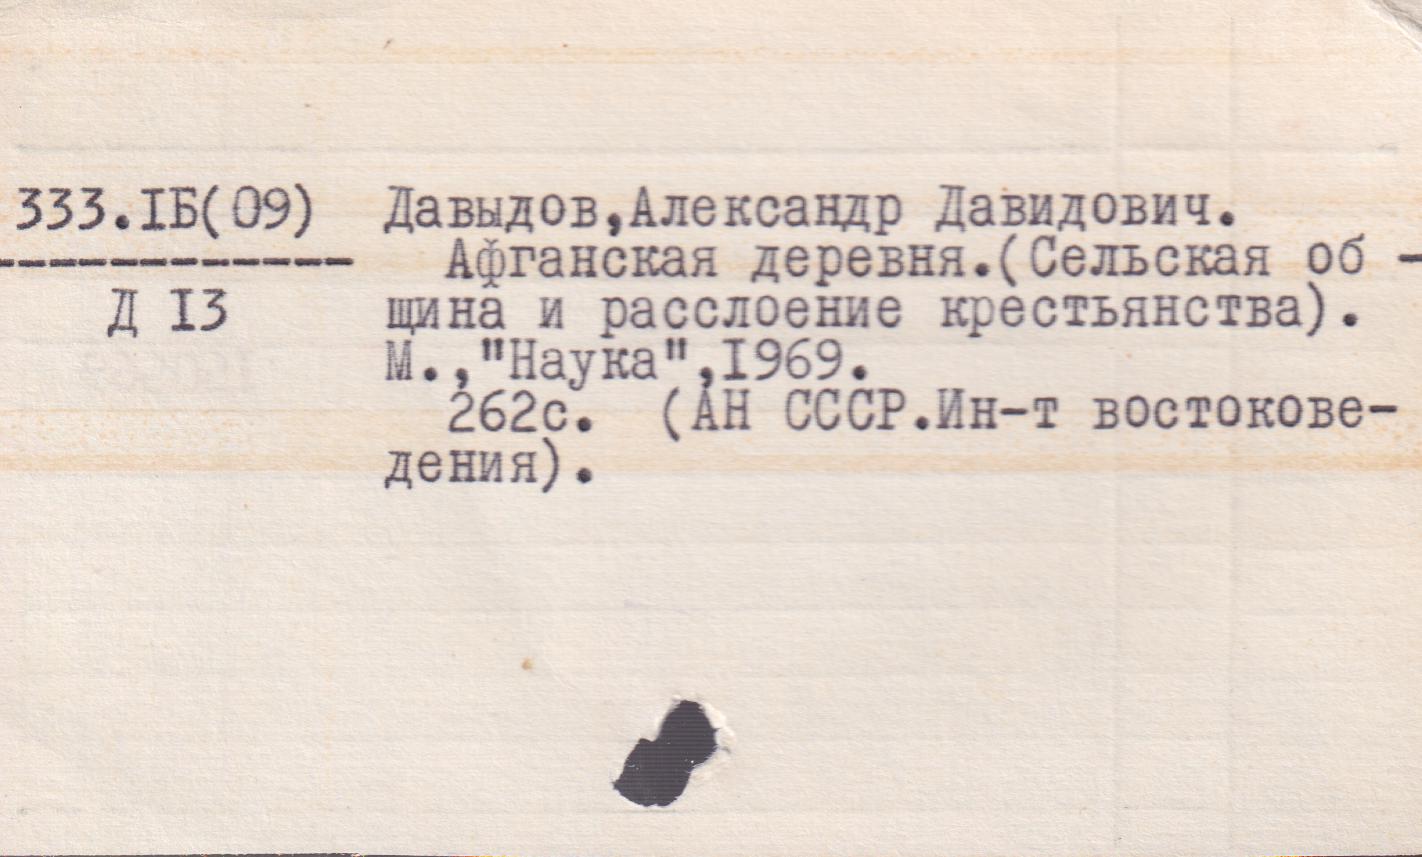 333.IБ(09) Давыдов,Александр Давидович.
------------ Афганская деревня.(Сельская об -
Д I3 щина и расслоение крестьянства).
М.,"Наука",I969.
262с. (АН СССР.Ин-т востокове-
дения).